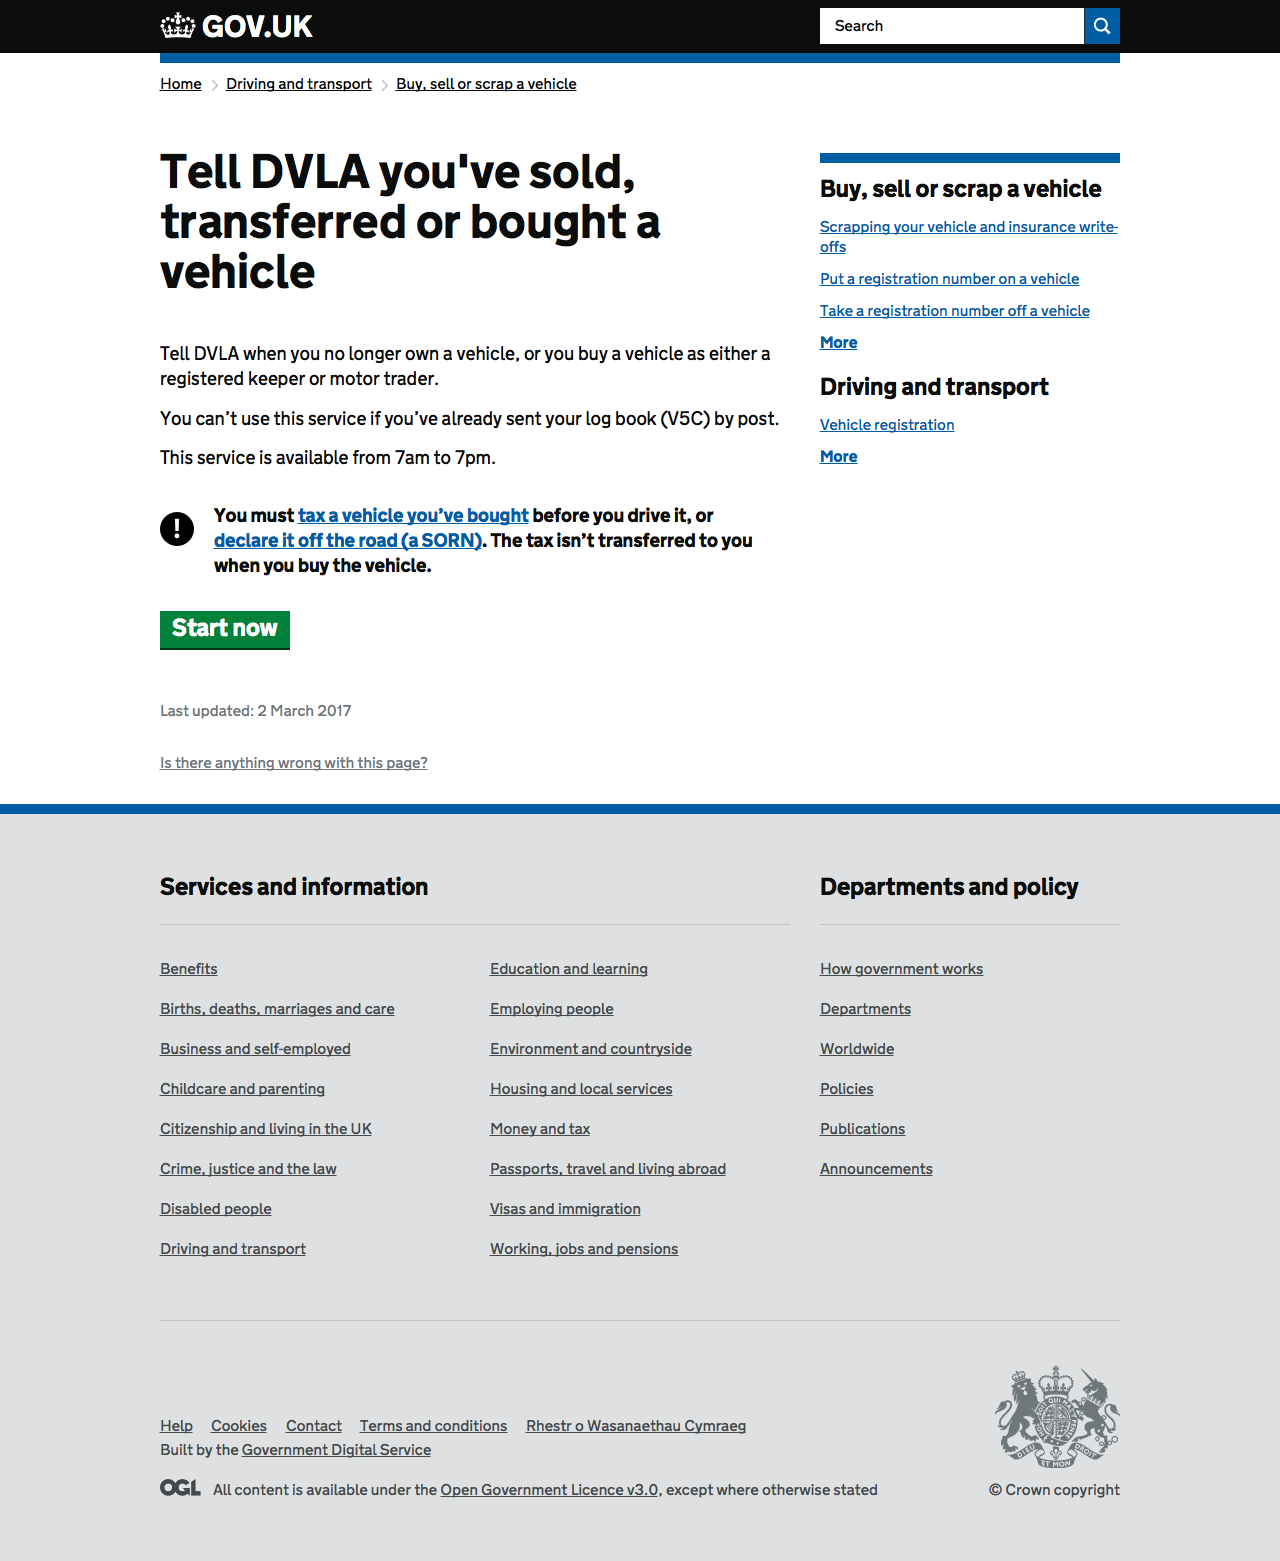 GOV.UK
Search
Home
Driving and transport
Buy, sell or scrap a vehicle
Tell DVLA you've sold,
transferred or bought a
vehicle
Tell DVLA when you no longer own a vehicle, or you buy a vehicle as either a
registered keeper or motor trader.
You can’t use this service if you’ve already sent your log book (V5C) by post.
This service is available from 7am to 7pm.
! You must tax a vehicle you’ve bought before you drive it, or
declare it off the road (a SORN). The tax isn’t transferred to you
when you buy the vehicle.
Start now
Last updated: 2 March 2017
Is there anything wrong with this page?
Buy, sell or scrap a vehicle
Scrapping your vehicle and insurance write-
offs
Put a registration number on a vehicle
Take a registration number off a vehicle
More
Driving and transport
Vehicle registration
More
Services and information
Benefits
Births, deaths, marriages and care
Business and self-employed
Childcare and parenting
Citizenship and living in the UK
Crime, justice and the law
Disabled people
Driving and transport
Education and learning
Employing people
Environment and countryside
Housing and local services
Money and tax
Passports, travel and living abroad
Visas and immigration
Working, jobs and pensions
Departments and policy
How government works
Departments
Worldwide
Policies
Publications
Announcements
Help Cookies Contact Terms and conditions Rhestr o Wasanaethau Cymraeg
Built by the Government Digital Service
OGL All content is available under the Open Government Licence v3.0, except where otherwise stated
DIEU ET MON DROIT
© Crown copyright